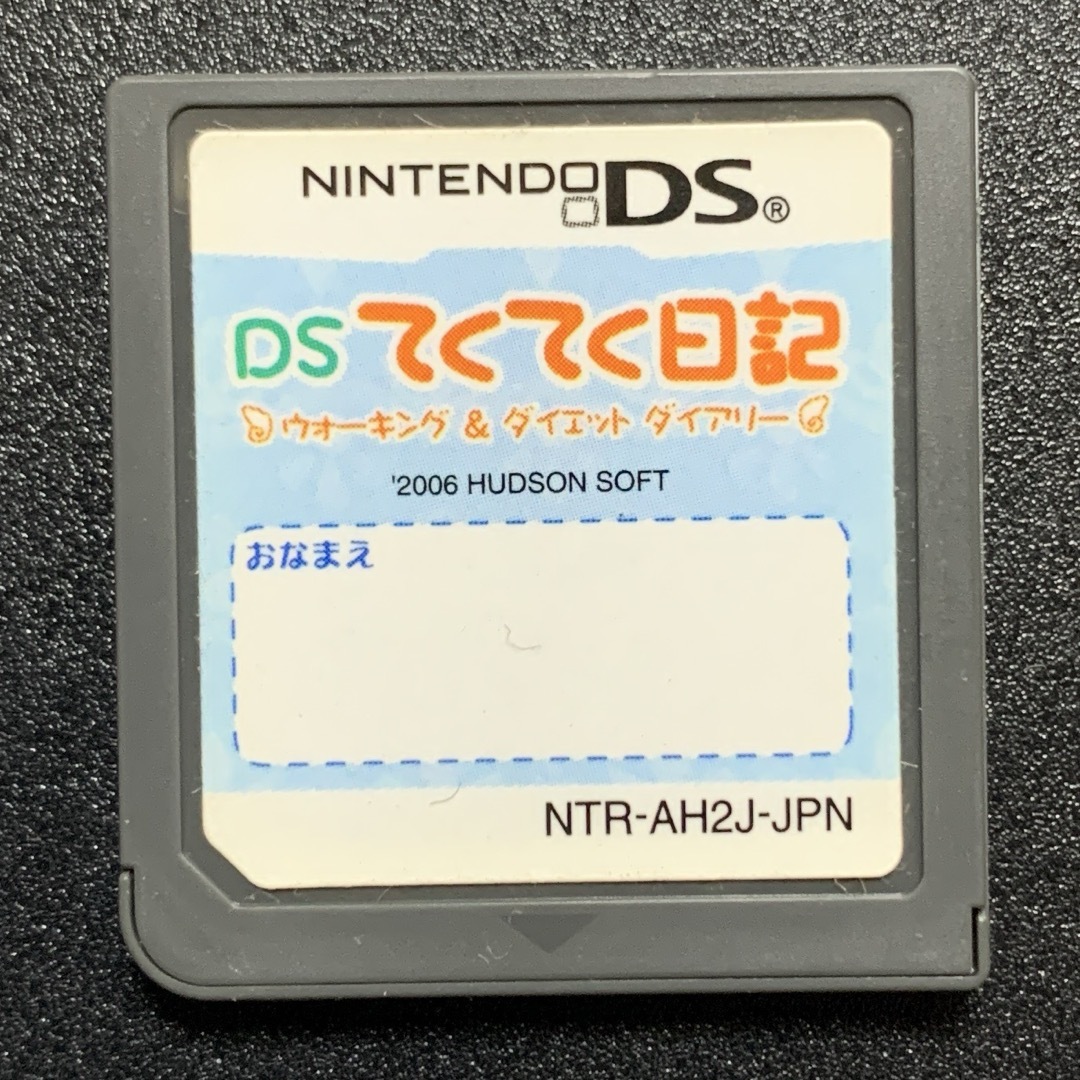 NINTENDO DS®
DS てくてく日記
ウォーキング & ダイエット ダイアリー
'2006 HUDSON SOFT
おなまえ
NTR-AH2J-JPN